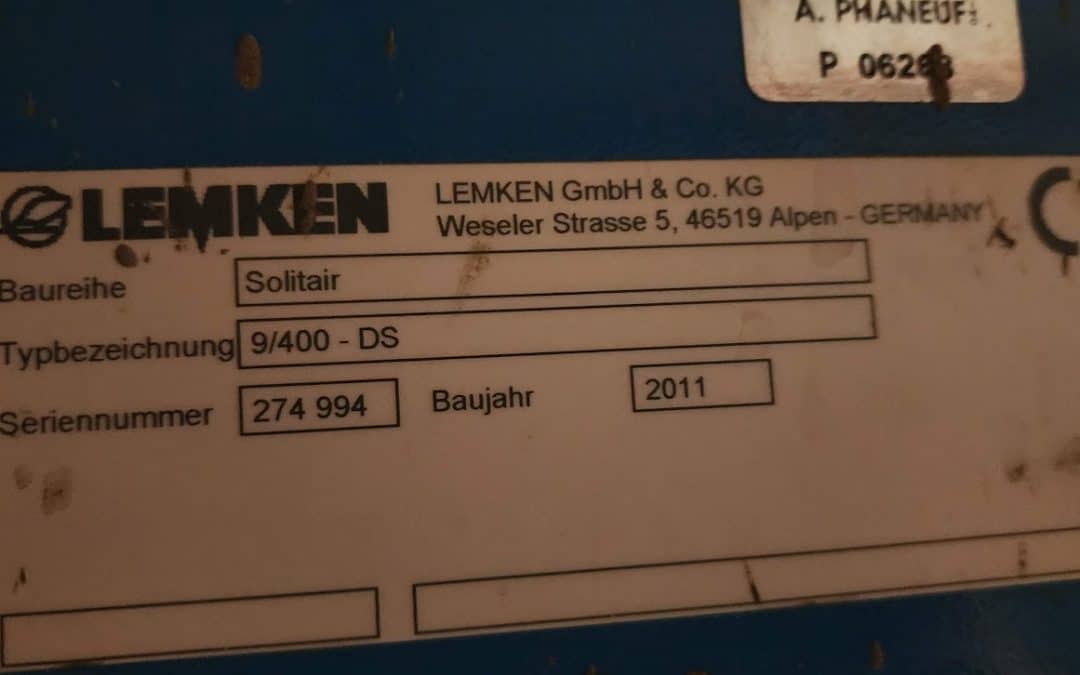 A. PHANEUF
P 06283
LEMKEN
LEMKEN GmbH & Co. KG
Weseler Strasse 5, 46519 Alpen - GERMANY
Baureihe
Solitair
Typbezeichnung
9/400 - DS
Seriennummer
274 994
Baujahr
2011